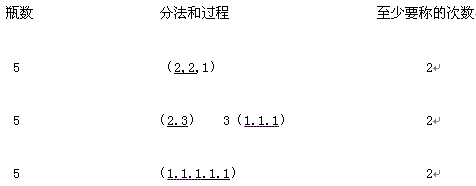 瓶数 分法和过程 至少要称的次数
5 (2,2,1) 2↵
5 (2.3) 3 (1.1.1) 2↵
5 (1.1.1.1.1) 2↵